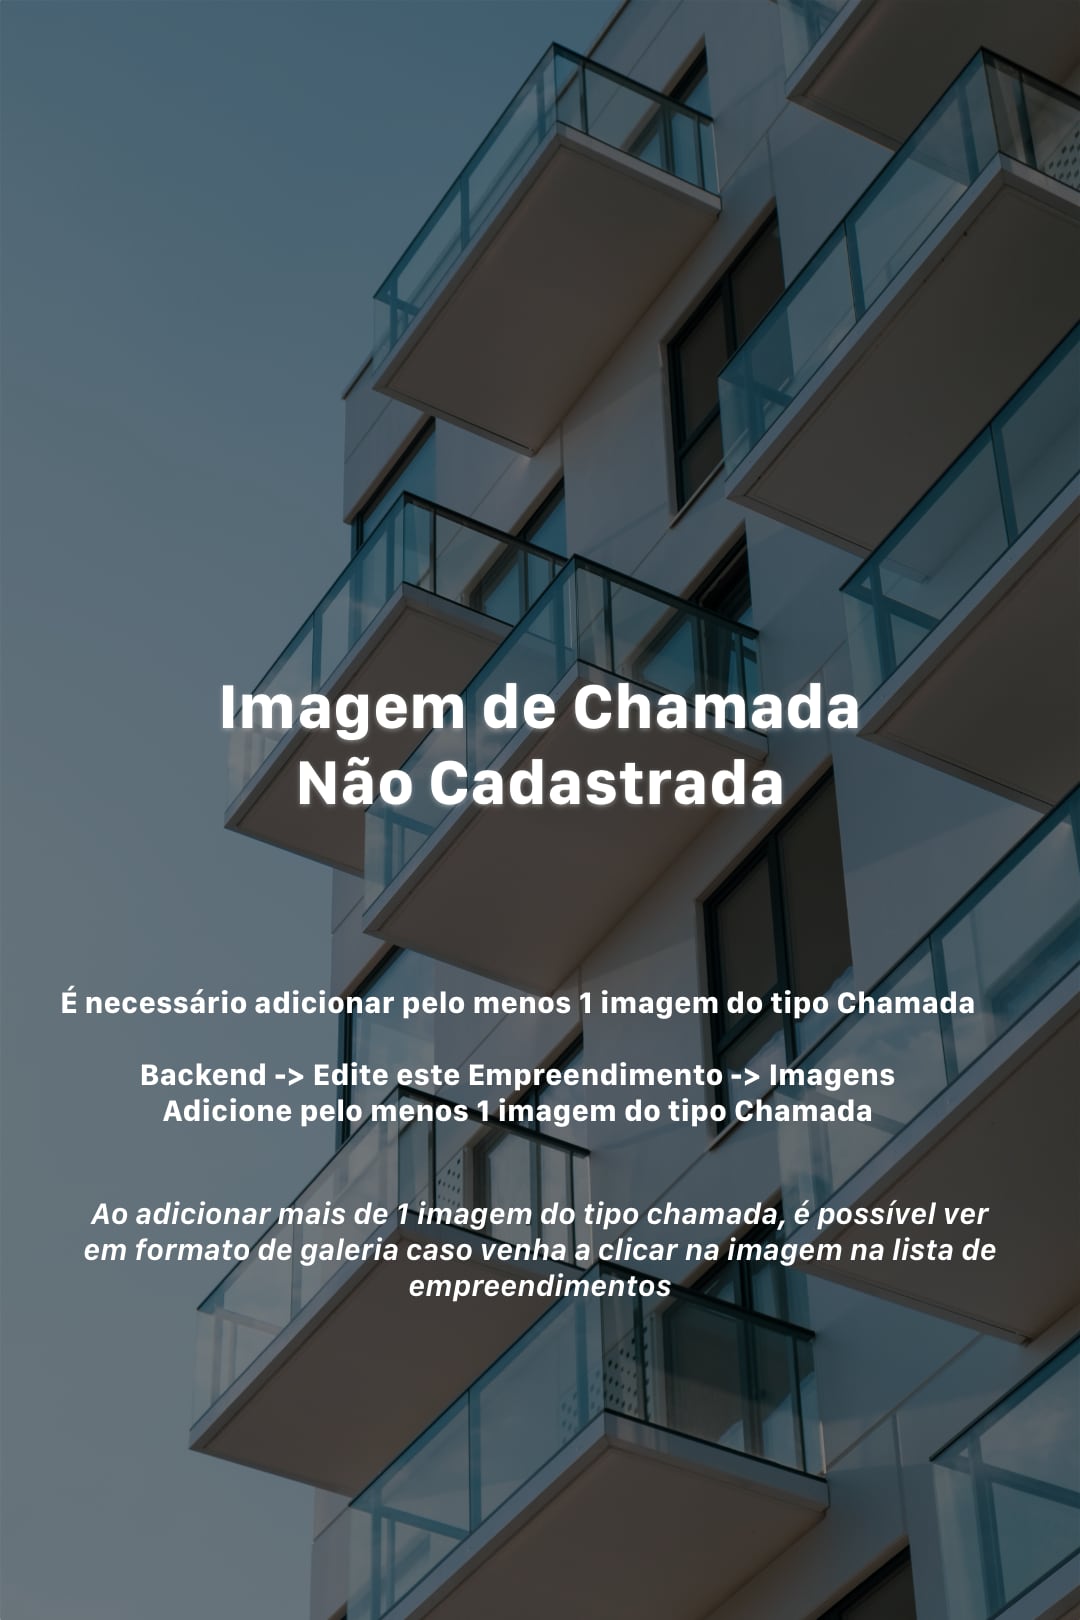 Imagem de Chamada
Não Cadastrada
É necessário adicionar pelo menos 1 imagem do tipo Chamada
Backend -> Edite este Empreendimento -> Imagens
Adicione pelo menos 1 imagem do tipo Chamada
Ao adicionar mais de 1 imagem do tipo chamada, é possível ver
em formato de galeria caso venha a clicar na imagem na lista de
empreendimentos